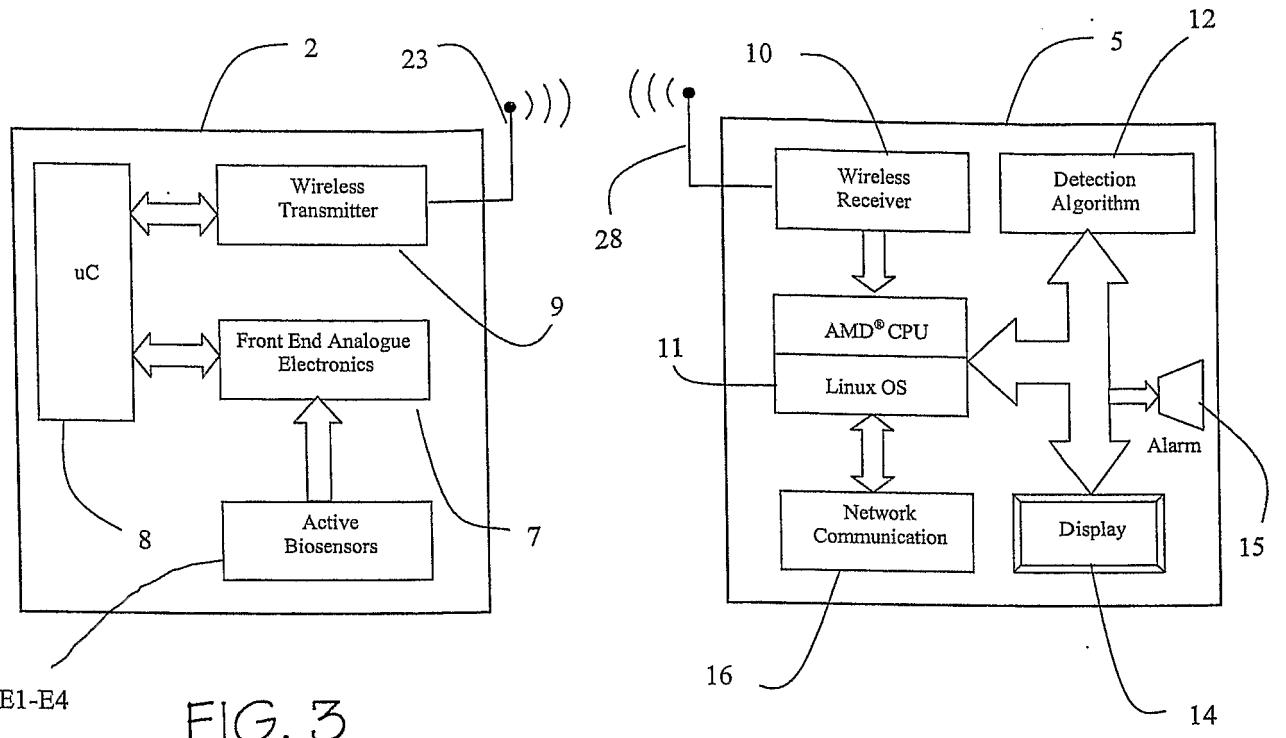 2
23
10
5
12
Wireless
Transmitter
Wireless
Receiver
Detection
Algorithm
28
uC
9
Front End Analogue
Electronics
11
AMD® CPU
Linux OS
Alarm
8
Active
Biosensors
7
Network
Communication
Display
15
E1-E4
16
14
FIG. 3